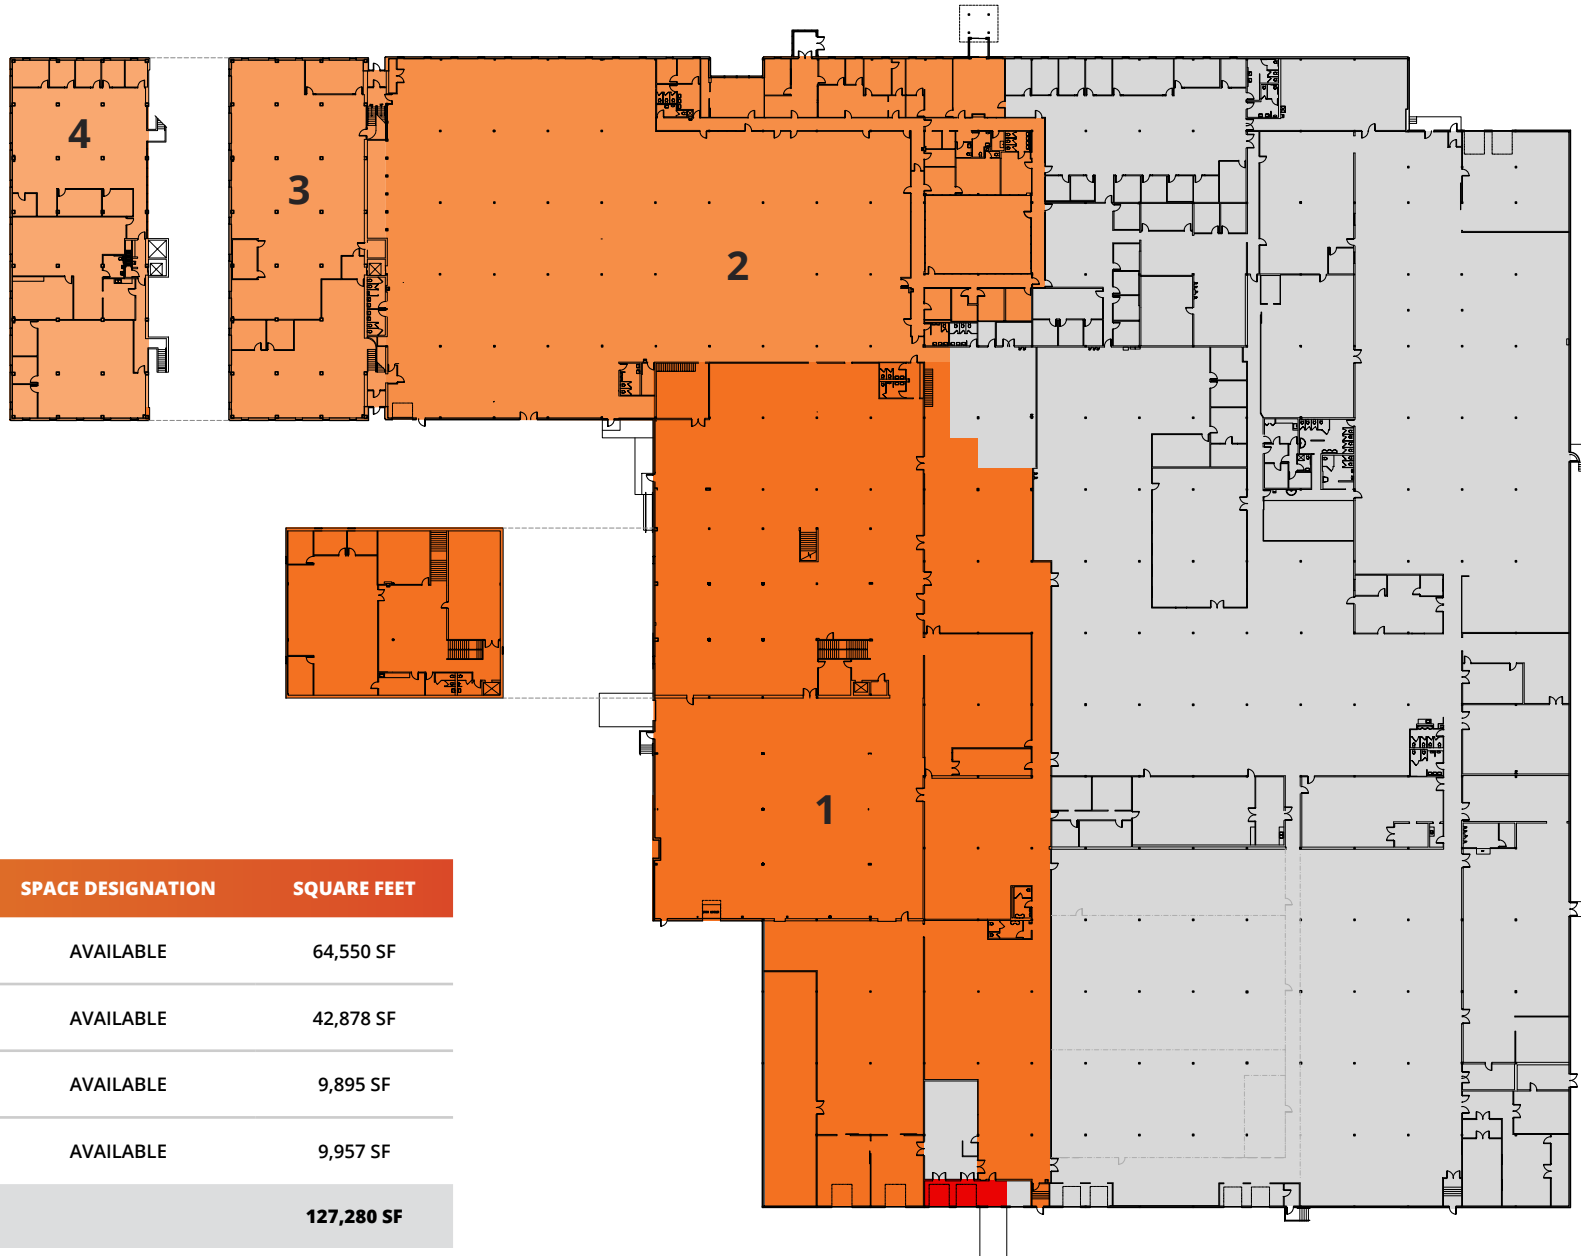 4
3
2
1
SPACE DESIGNATION SQUARE FEET
AVAILABLE 64,550 SF
AVAILABLE 42,878 SF
AVAILABLE 9,895 SF
AVAILABLE 9,957 SF
127,280 SF